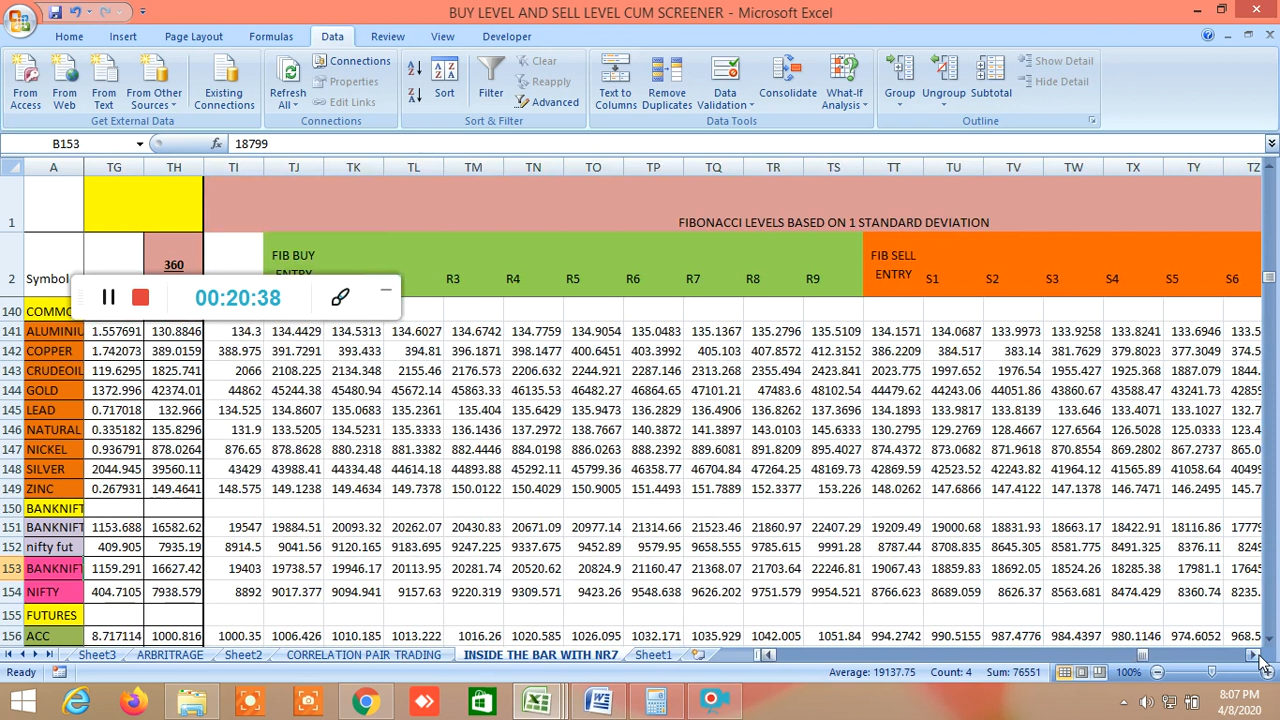 BUY LEVEL AND SELL LEVEL CUM SCREENER - Microsoft Excel
Home Insert Page Layout Formulas Data Review View Developer
From Access From Web From Text From Other Sources Existing Connections Refresh All Connections Properties Edit Links Sort Filter Clear Reapply Advanced Text to Columns Remove Duplicates Data Validation Consolidate What-If Analysis Group Ungroup Subtotal Show Detail Hide Detail
Get External Data Connections Sort & Filter Data Tools Outline
B153 fx 18799
A TG TH TI TJ TK TL TM TN TO TP TQ TR TS TT TU TV TW TX TY TZ
1 FIBONACCI LEVELS BASED ON 1 STANDARD DEVIATION
2 Symbol 360 FIB BUY ENTRY R3 R4 R5 R6 R7 R8 R9 FIB SELL ENTRY S1 S2 S3 S4 S5 S6
00:20:38
140 COMMO
141 ALUMINIU 1.557691 130.8846 134.3 134.4429 134.5313 134.6027 134.6742 134.7759 134.9054 135.0483 135.1367 135.2796 135.5109 134.1571 134.0687 133.9973 133.9258 133.8241 133.6946 133.5
142 COPPER 1.742073 389.0159 388.975 391.7291 393.433 394.81 396.1871 398.1477 400.6451 403.3992 405.103 407.8572 412.3152 386.2209 384.517 383.14 381.7629 379.8023 377.3049 374.5
143 CRUDEOIL 119.6295 1825.741 2066 2108.225 2134.348 2155.46 2176.573 2206.632 2244.921 2287.146 2313.268 2355.494 2423.841 2023.775 1997.652 1976.54 1955.427 1925.368 1887.079 1844.
144 GOLD 1372.996 42374.01 44862 45244.38 45480.94 45672.14 45863.33 46135.53 46482.27 46864.65 47101.21 47483.6 48102.54 44479.62 44243.06 44051.86 43860.67 43588.47 43241.73 42859
145 LEAD 0.717018 132.966 134.525 134.8607 135.0683 135.2361 135.404 135.6429 135.9473 136.2829 136.4906 136.8262 137.3696 134.1893 133.9817 133.8139 133.646 133.4071 133.1027 132.7
146 NATURAL 0.335182 135.8296 131.9 133.5205 134.5231 135.3333 136.1436 137.2972 138.7667 140.3872 141.3898 143.0103 145.6333 130.2795 129.2769 128.4667 127.6564 126.5028 125.0333 123.4
147 NICKEL 0.936791 878.0264 876.65 878.8628 880.2318 881.3382 882.4446 884.0198 886.0263 888.2392 889.6081 891.8209 895.4027 874.4372 873.0682 871.9618 870.8554 869.2802 867.2737 865.0
148 SILVER 2044.945 39560.11 43429 43988.41 44334.48 44614.18 44893.88 45292.11 45799.36 46358.77 46704.84 47264.25 48169.73 42869.59 42523.52 42243.82 41964.12 41565.89 41058.64 40499
149 ZINC 0.267931 149.4641 148.575 149.1238 149.4634 149.7378 150.0122 150.4029 150.9005 151.4493 151.7888 152.3377 153.226 148.0262 147.6866 147.4122 147.1378 146.7471 146.2495 145.7
150 BANKNIFT
151 BANKNIFT 1153.688 16582.62 19547 19884.51 20093.32 20262.07 20430.83 20671.09 20977.14 21314.66 21523.46 21860.97 22407.29 19209.49 19000.68 18831.93 18663.17 18422.91 18116.86 17779
152 nifty fut 409.905 7935.19 8914.5 9041.56 9120.165 9183.695 9247.225 9337.675 9452.89 9579.95 9658.555 9785.615 9991.28 8787.44 8708.835 8645.305 8581.775 8491.325 8376.11 8249
153 BANKNIFT 1159.291 16627.42 19403 19738.57 19946.17 20113.95 20281.74 20520.62 20824.9 21160.47 21368.07 21703.64 22246.81 19067.43 18859.83 18692.05 18524.26 18285.38 17981.1 17645
154 NIFTY 404.7105 7938.579 8892 9017.377 9094.941 9157.63 9220.319 9309.571 9423.26 9548.638 9626.202 9751.579 9954.521 8766.623 8689.059 8626.37 8563.681 8474.429 8360.74 8235.
155 FUTURES
156 ACC 8.717114 1000.816 1000.35 1006.426 1010.185 1013.222 1016.26 1020.585 1026.095 1032.171 1035.929 1042.005 1051.84 994.2742 990.5155 987.4776 984.4397 980.1146 974.6052 968.5
Sheet3 ARBRITRAGE Sheet2 CORRELATION PAIR TRADING INSIDE THE BAR WITH NR7 Sheet1
Ready Average: 19137.75 Count: 4 Sum: 76551 100%
8:07 PM
4/8/2020